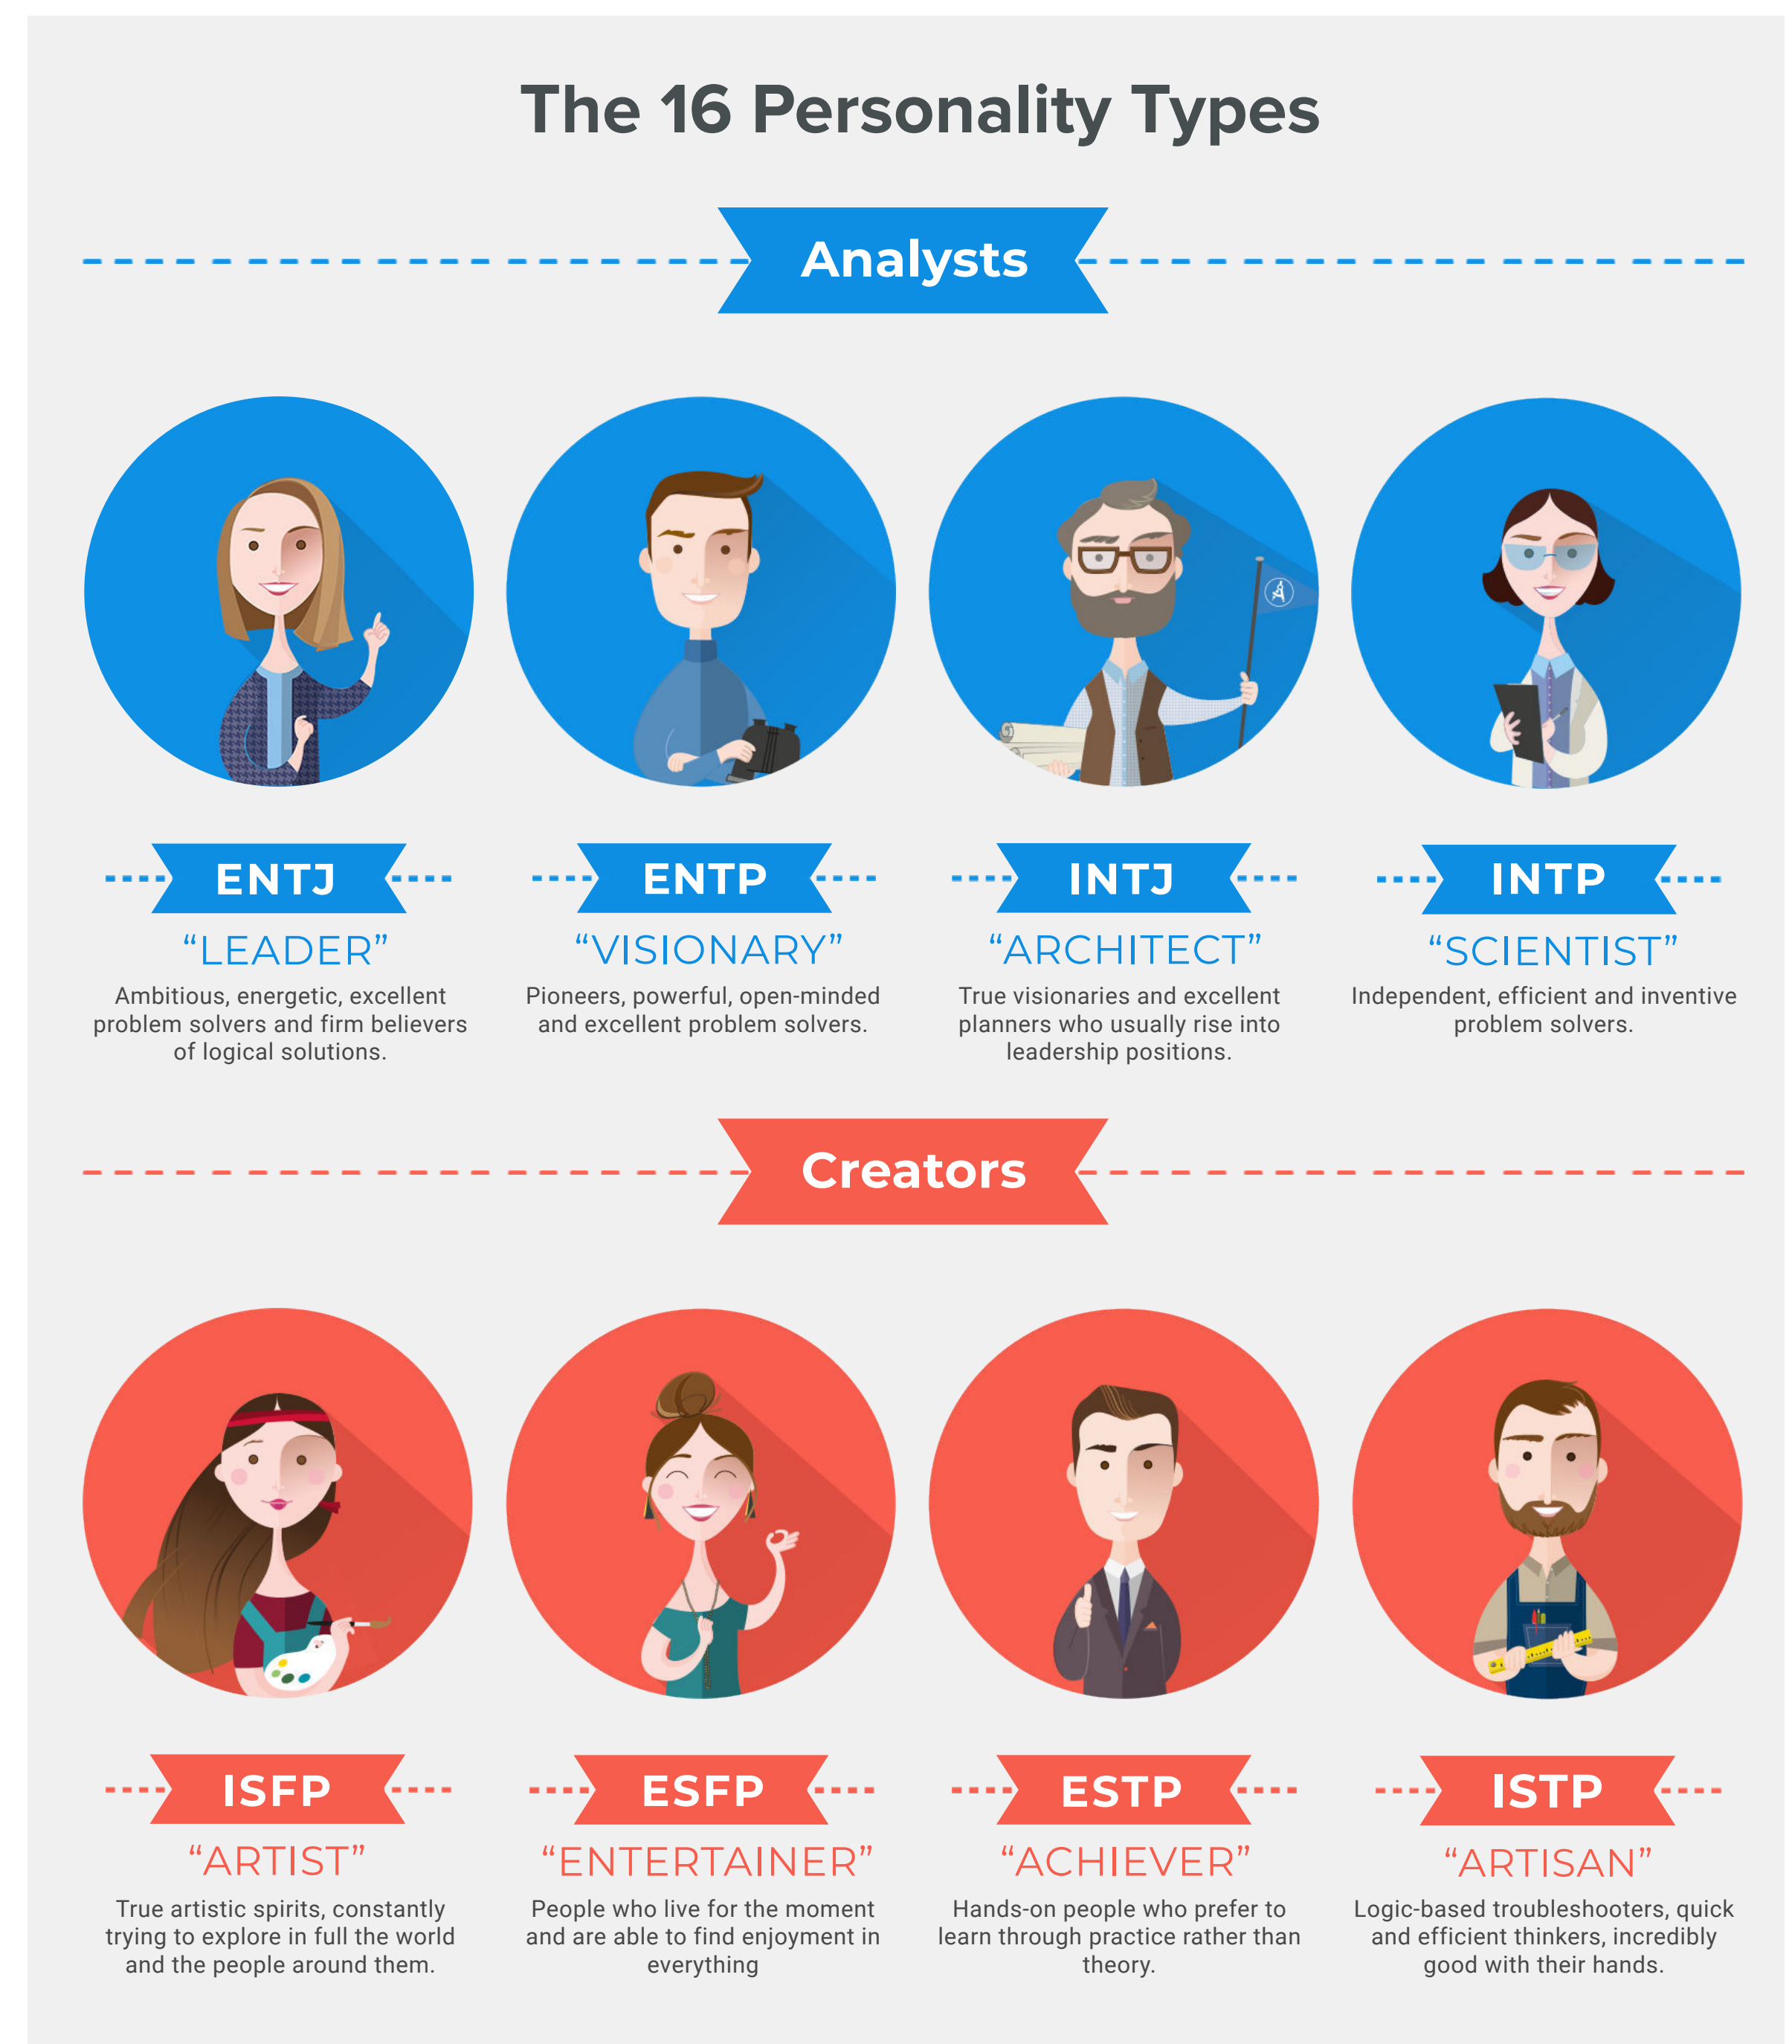 The 16 Personality Types
Analysts
ENTJ
“LEADER”
Ambitious, energetic, excellent
problem solvers and firm believers
of logical solutions.
ENTP
“VISIONARY”
Pioneers, powerful, open-minded
and excellent problem solvers.
INTJ
“ARCHITECT”
True visionaries and excellent
planners who usually rise into
leadership positions.
INTP
“SCIENTIST”
Independent, efficient and inventive
problem solvers.
Creators
ISFP
“ARTIST”
True artistic spirits, constantly
trying to explore in full the world
and the people around them.
ESFP
“ENTERTAINER”
People who live for the moment
and are able to find enjoyment in
everything
ESTP
“ACHIEVER”
Hands-on people who prefer to
learn through practice rather than
theory.
ISTP
“ARTISAN”
Logic-based troubleshooters, quick
and efficient thinkers, incredibly
good with their hands.